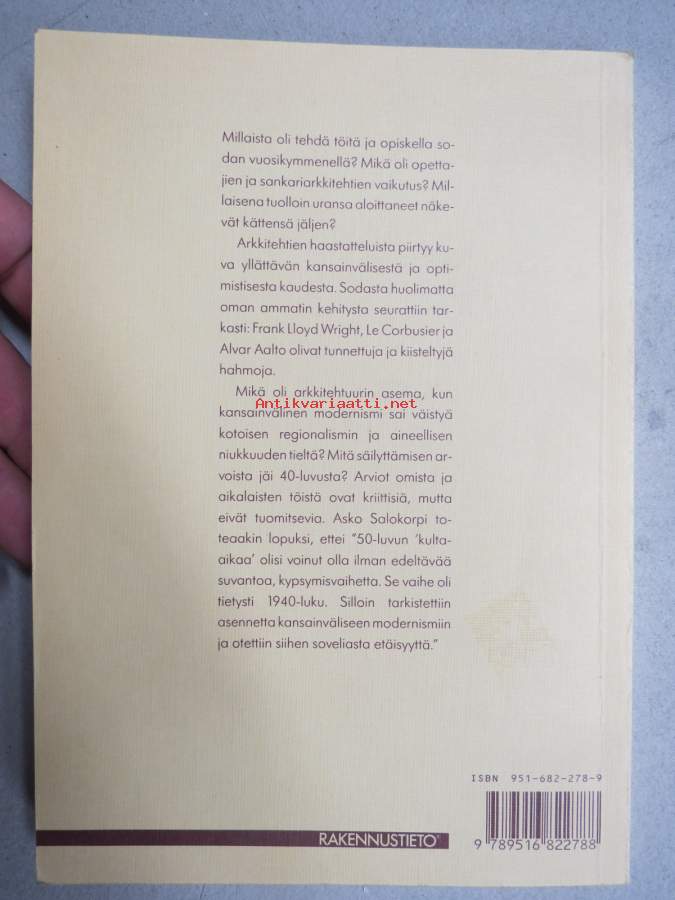 Millaista oli tehdä töitä ja opiskella so-
dan vuosikymmenellä? Mikä oli opetta-
jien ja sankariarkkitehtien vaikutus? Mil-
laisena tuolloin uransa aloittaneet näke-
vät kättensä jäljen?
Arkkitehtien haastatteluista piirtyy ku-
va yllättävän kansainvälisestä ja opti-
mistisesta kaudesta. Sodasta huolimatta
oman ammatin kehitysta seurattiin tar-
kasti: Frank Lloyd Wright, Le Corbusier ja
Alvar Aalto olivat tunnettuja ja kiisteltyjä
hahmoja.
Mikä oli arkkitehtuurin asema, kun
Antikvariaatti.net
kansainvälinen modernismi sai väistyä
kotoisen regionalismin ja aineellisen
niukkuuden tieltä? Mitä säilyttämisen ar-
voista jäi 40-luvusta? Arviot omista ja
aikalaisten töistä ovat kriittisiä, mutta
eivät tuomitsevia. Asko Salokorpi to-
teaakin lopuksi, ettei "50-luvun 'kulta-
aikaa' olisi voinut olla ilman edeltävää
suvantoa, kypsymisvaihetta. Se vaihe oli
tietysti 1940-luku. Silloin tarkistettiin
asennetta kansainväliseen modernismiin
ja otettiin siihen soveliasta etäisyyttä."
ISBN 951-682-278-9
9 789516 822788
RAKENNUSTIETO®